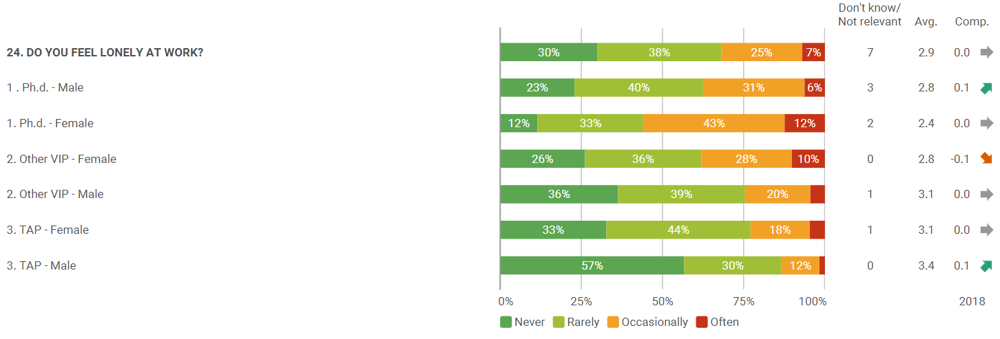 Don't know/
Not relevant Avg. Comp.
24. DO YOU FEEL LONELY AT WORK? 30% 38% 25% 7% 7 2.9 0.0
1 . Ph.d. - Male 23% 40% 31% 6% 3 2.8 0.1
1. Ph.d. - Female 12% 33% 43% 12% 2 2.4 0.0
2. Other VIP - Female 26% 36% 28% 10% 0 2.8 -0.1
2. Other VIP - Male 36% 39% 20% 1 3.1 0.0
3. TAP - Female 33% 44% 18% 1 3.1 0.0
3. TAP - Male 57% 30% 12% 0 3.4 0.1
0% 25% 50% 75% 100% 2018
Never Rarely Occasionally Often